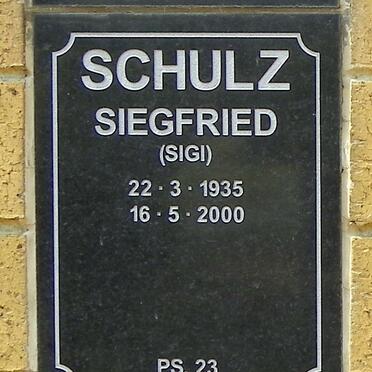 SCHULZ
SIEGFRIED
(SIGI)
22 · 3 · 1935
16 · 5 · 2000
PS. 23